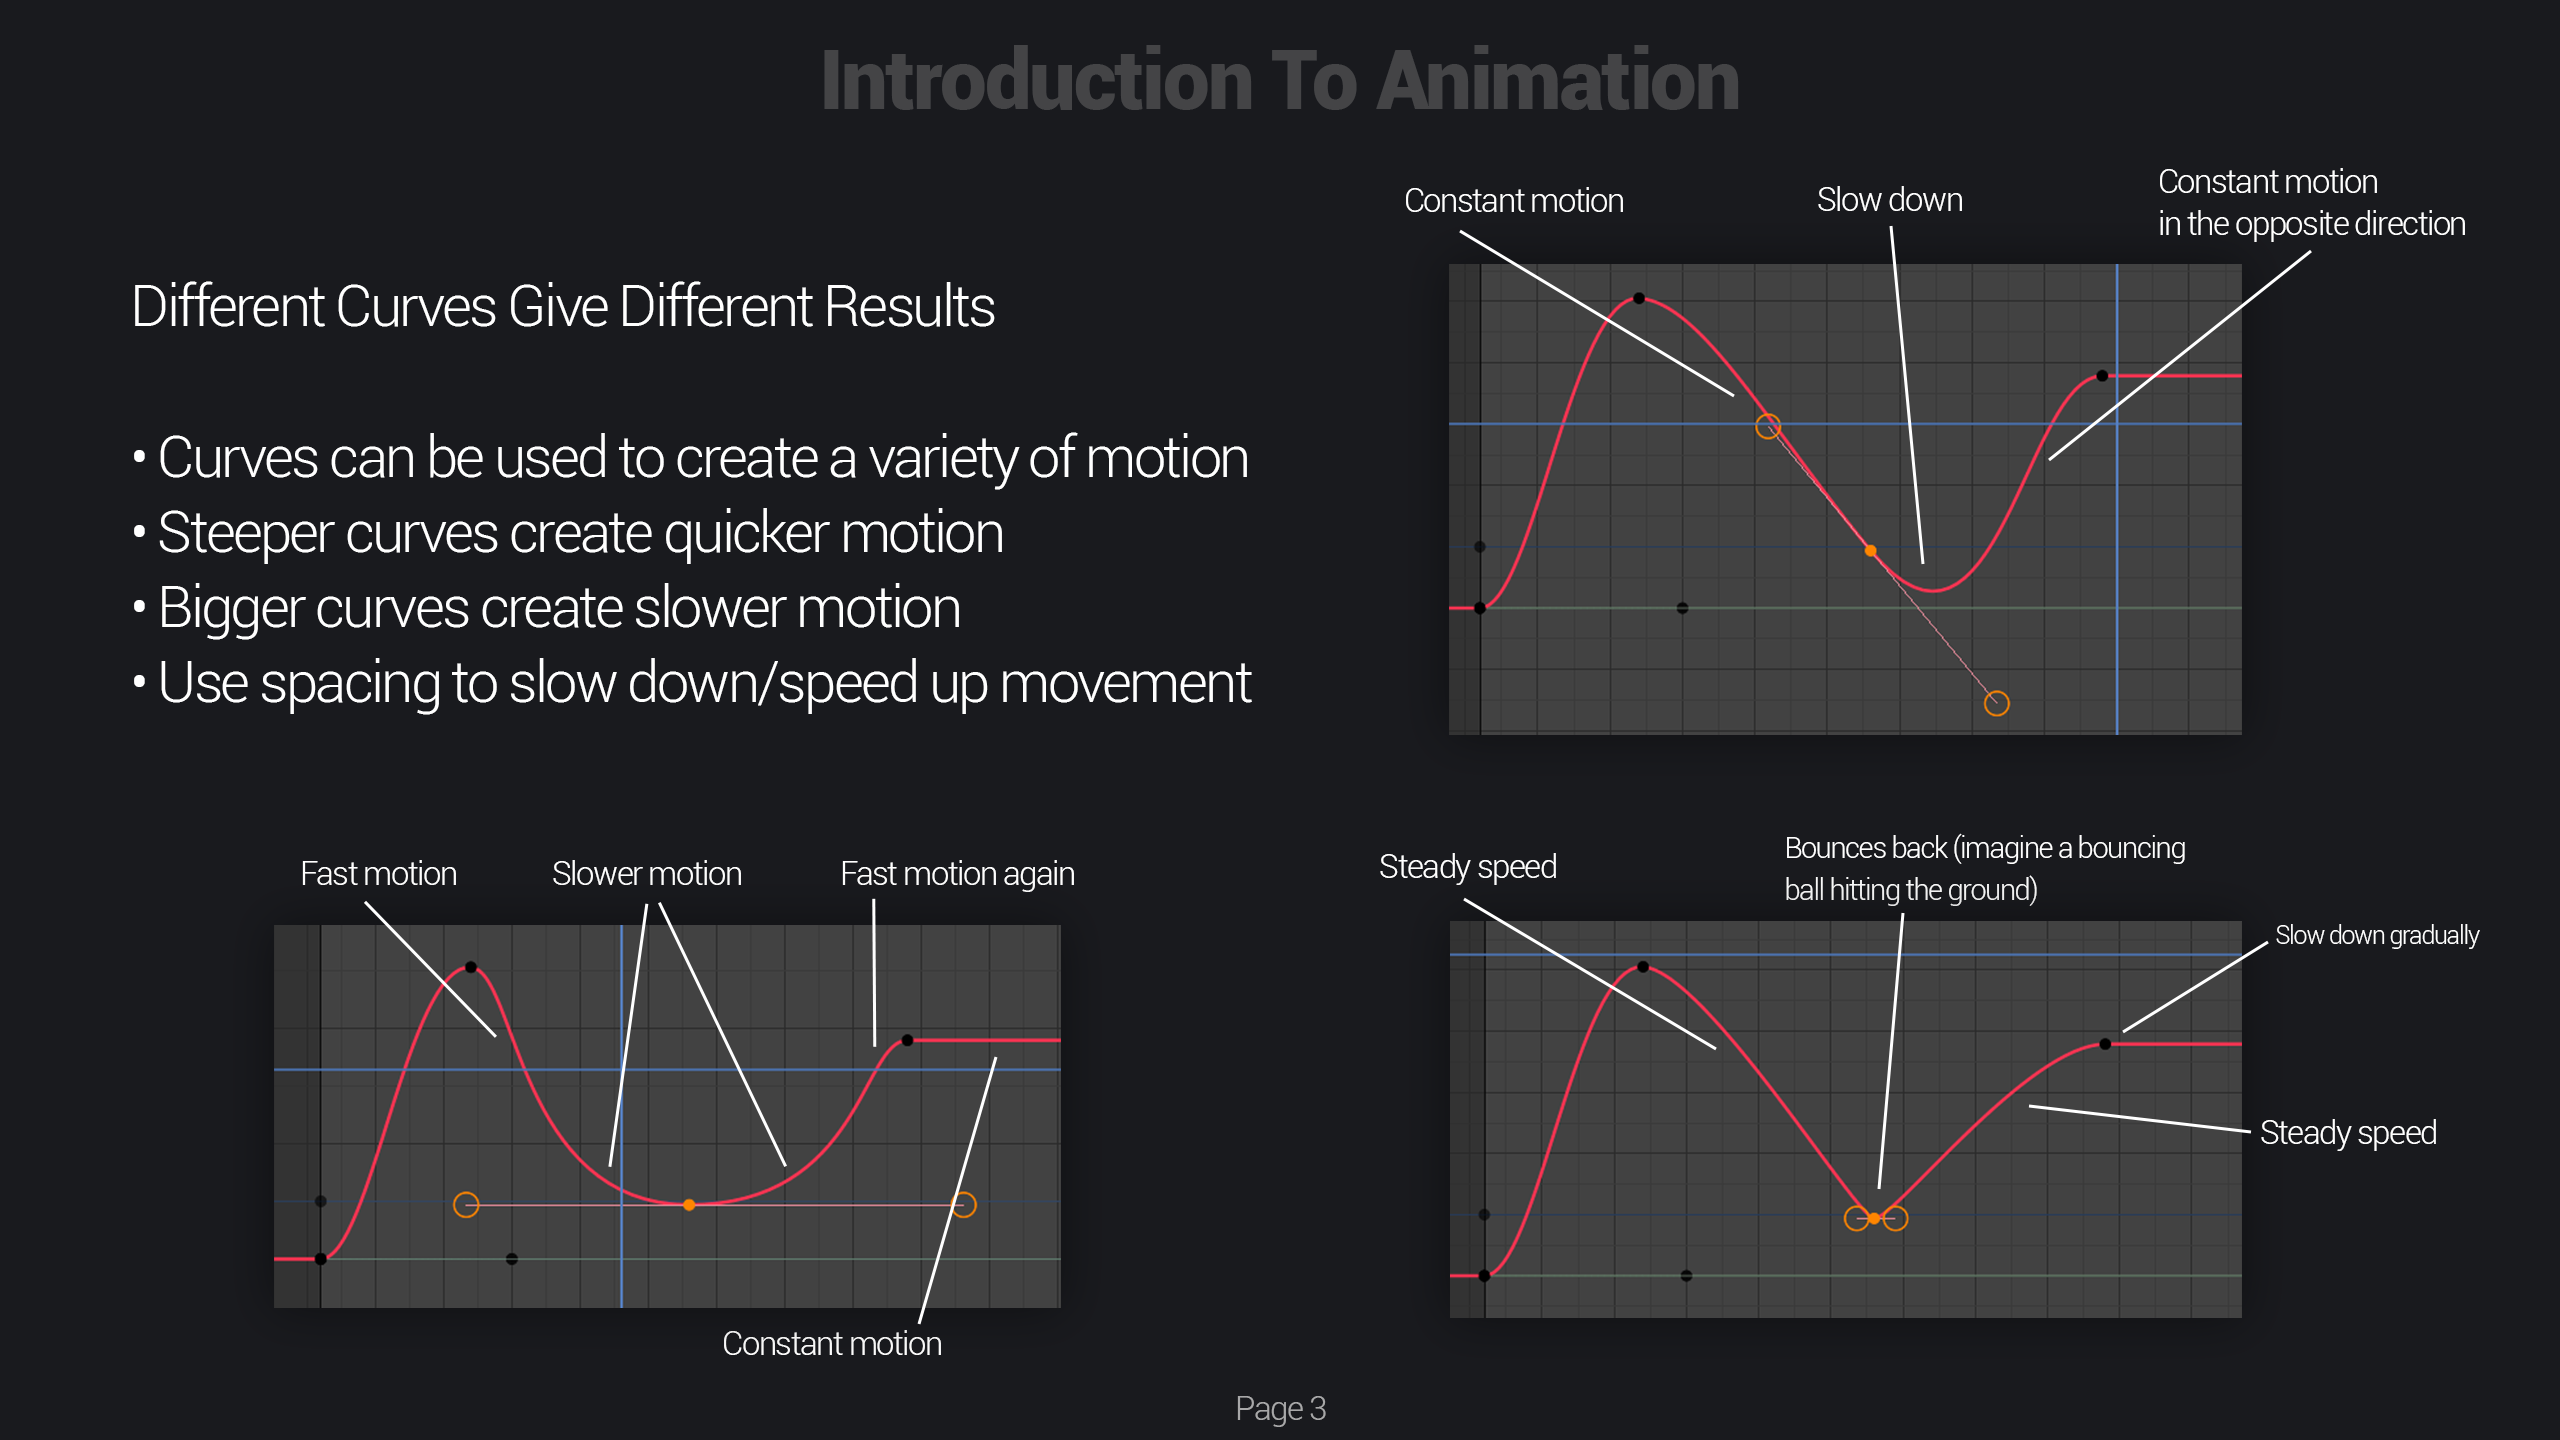 Introduction To Animation
Different Curves Give Different Results
• Curves can be used to create a variety of motion
• Steeper curves create quicker motion
• Bigger curves create slower motion
• Use spacing to slow down/speed up movement
Constant motion
Slow down
Constant motion
in the opposite direction
Fast motion
Slower motion
Fast motion again
Constant motion
Steady speed
Bounces back (imagine a bouncing
ball hitting the ground)
Slow down gradually
Steady speed
Page 3